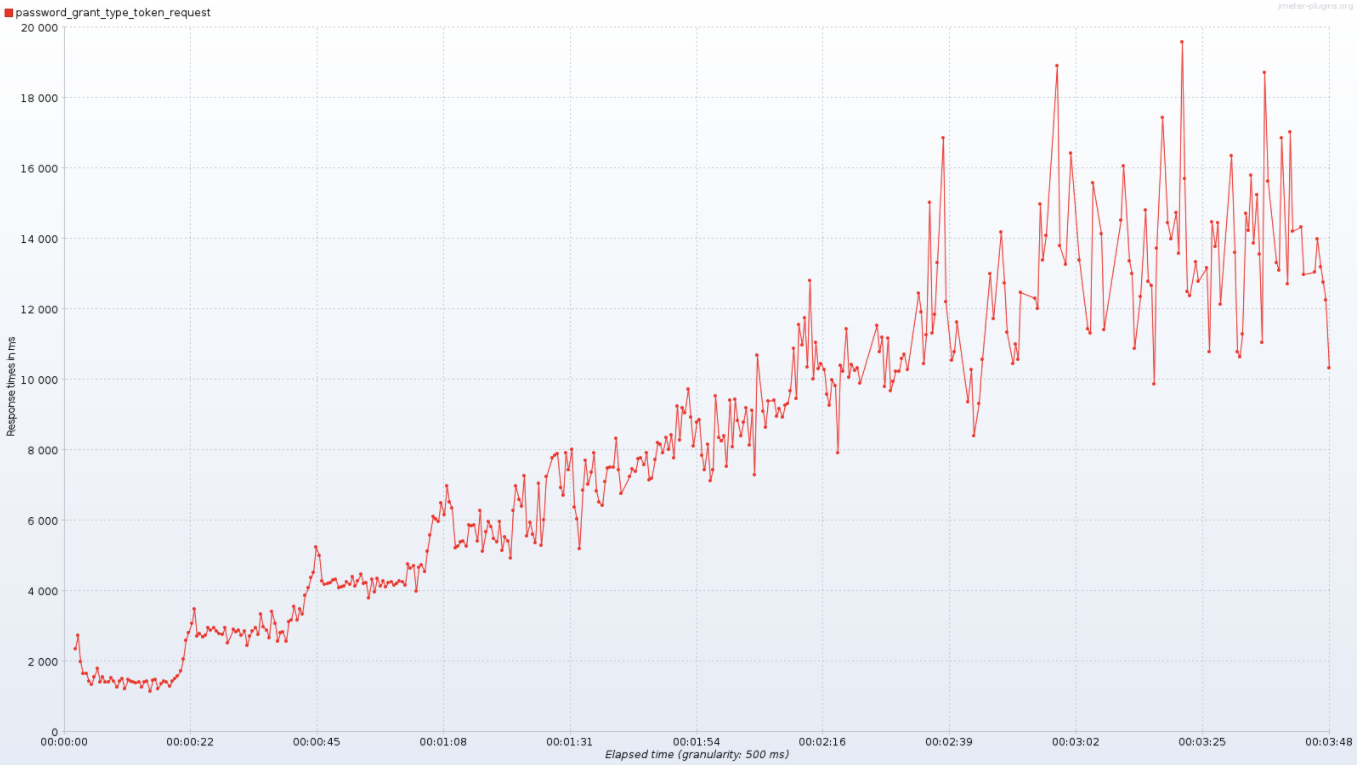 jmeter-plugins.org
password_grant_type_token_request
20 000
18 000
16 000
14 000
12 000
10 000
8 000
6 000
4 000
2 000
0
Response times in ms
00:00:00 00:00:22 00:00:45 00:01:08 00:01:31 00:01:54 00:02:16 00:02:39 00:03:02 00:03:25 00:03:48
Elapsed time (granularity: 500 ms)